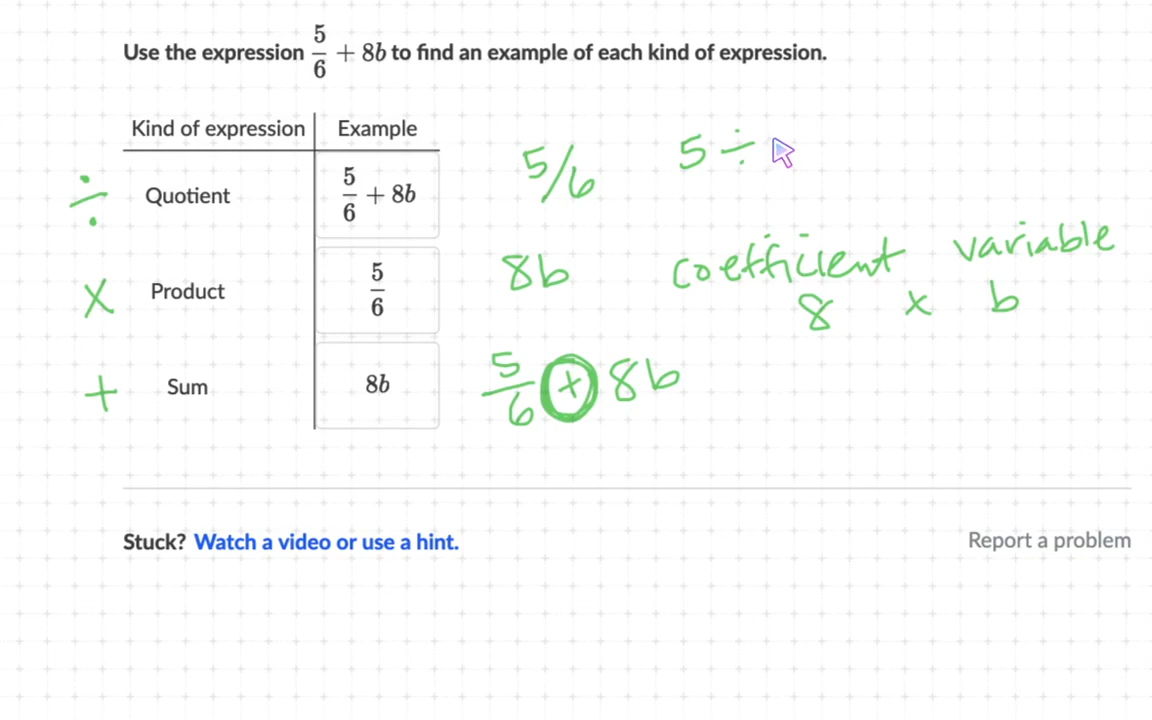 Use the expression 5/6 + 8b to find an example of each kind of expression.
Kind of expression Example
÷ Quotient 5/6 + 8b 5/6 5 ÷
x Product 5/6 8b coefficient variable
8 x b
+ Sum 8b 5/6 + 8b
Stuck? Watch a video or use a hint. Report a problem